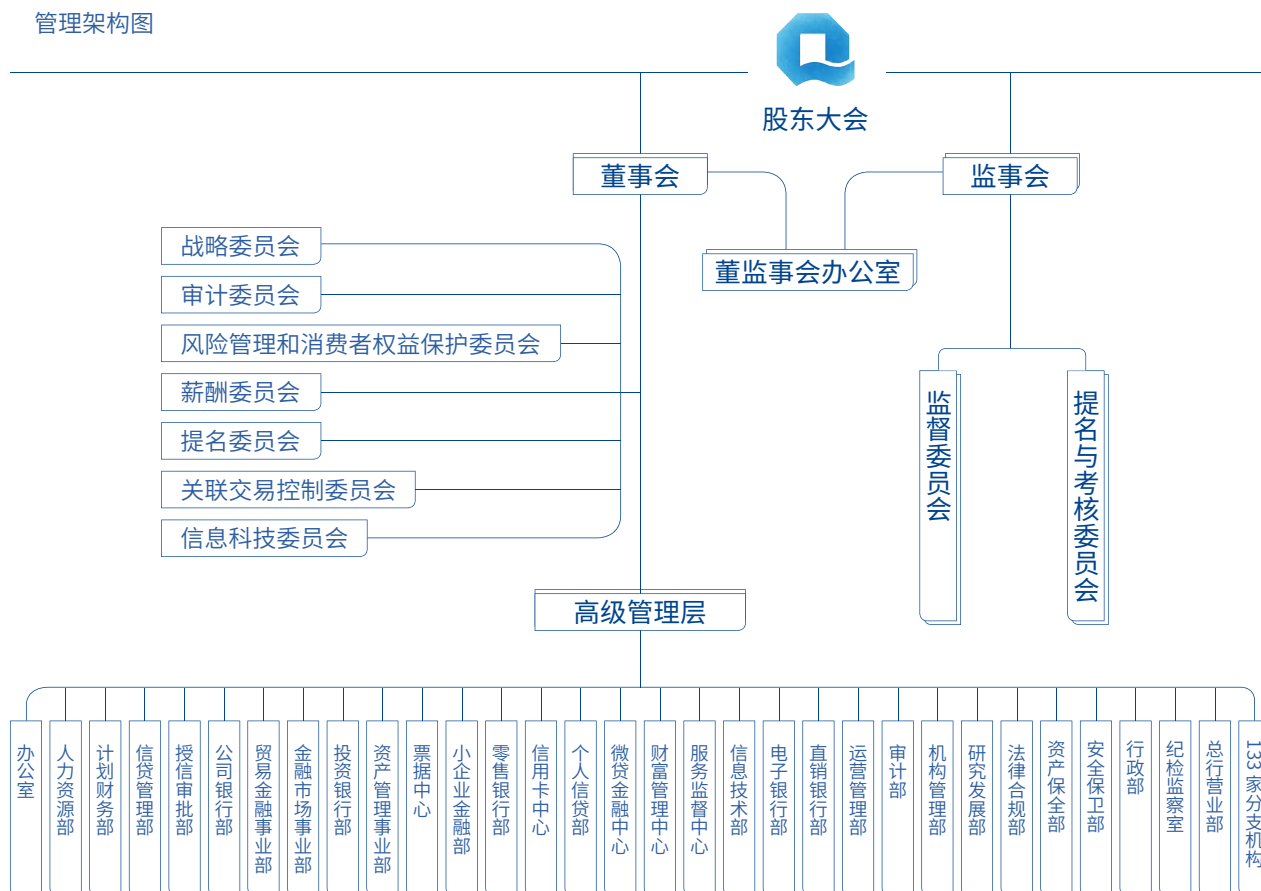 管理架构图
股东大会
董事会
监事会
董监事会办公室
战略委员会
审计委员会
风险管理和消费者权益保护委员会
薪酬委员会
提名委员会
关联交易控制委员会
信息科技委员会
监督委员会
提名与考核委员会
高级管理层
办公室
人力资源部
计划财务部
信贷管理部
授信审批部
公司银行部
贸易金融事业部
金融市场事业部
投资银行部
资产管理事业部
票据中心
小企业金融部
零售银行部
信用卡中心
个人信贷部
微贷金融中心
财富管理中心
服务监督中心
信息技术部
电子银行部
直销银行部
运营管理部
审计部
机构管理部
研究发展部
法律合规部
资产保全部
安全保卫部
行政部
纪检监察室
总行营业部
133 家分支机构